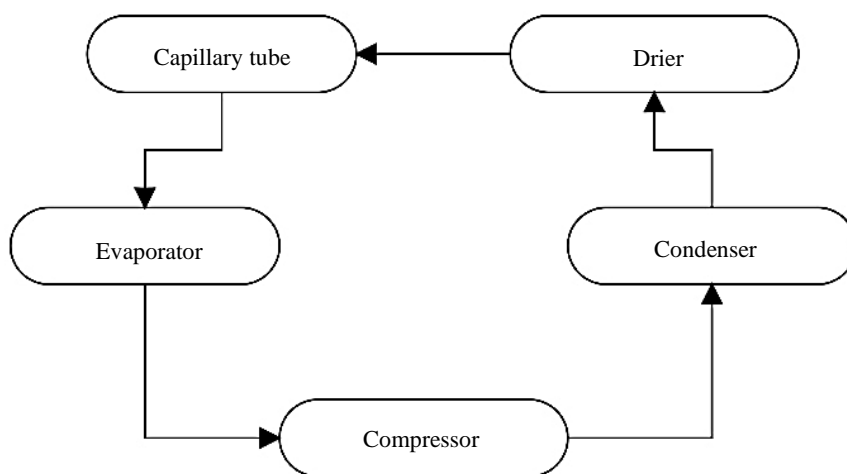 Capillary tube
Drier
Evaporator
Condenser
Compressor